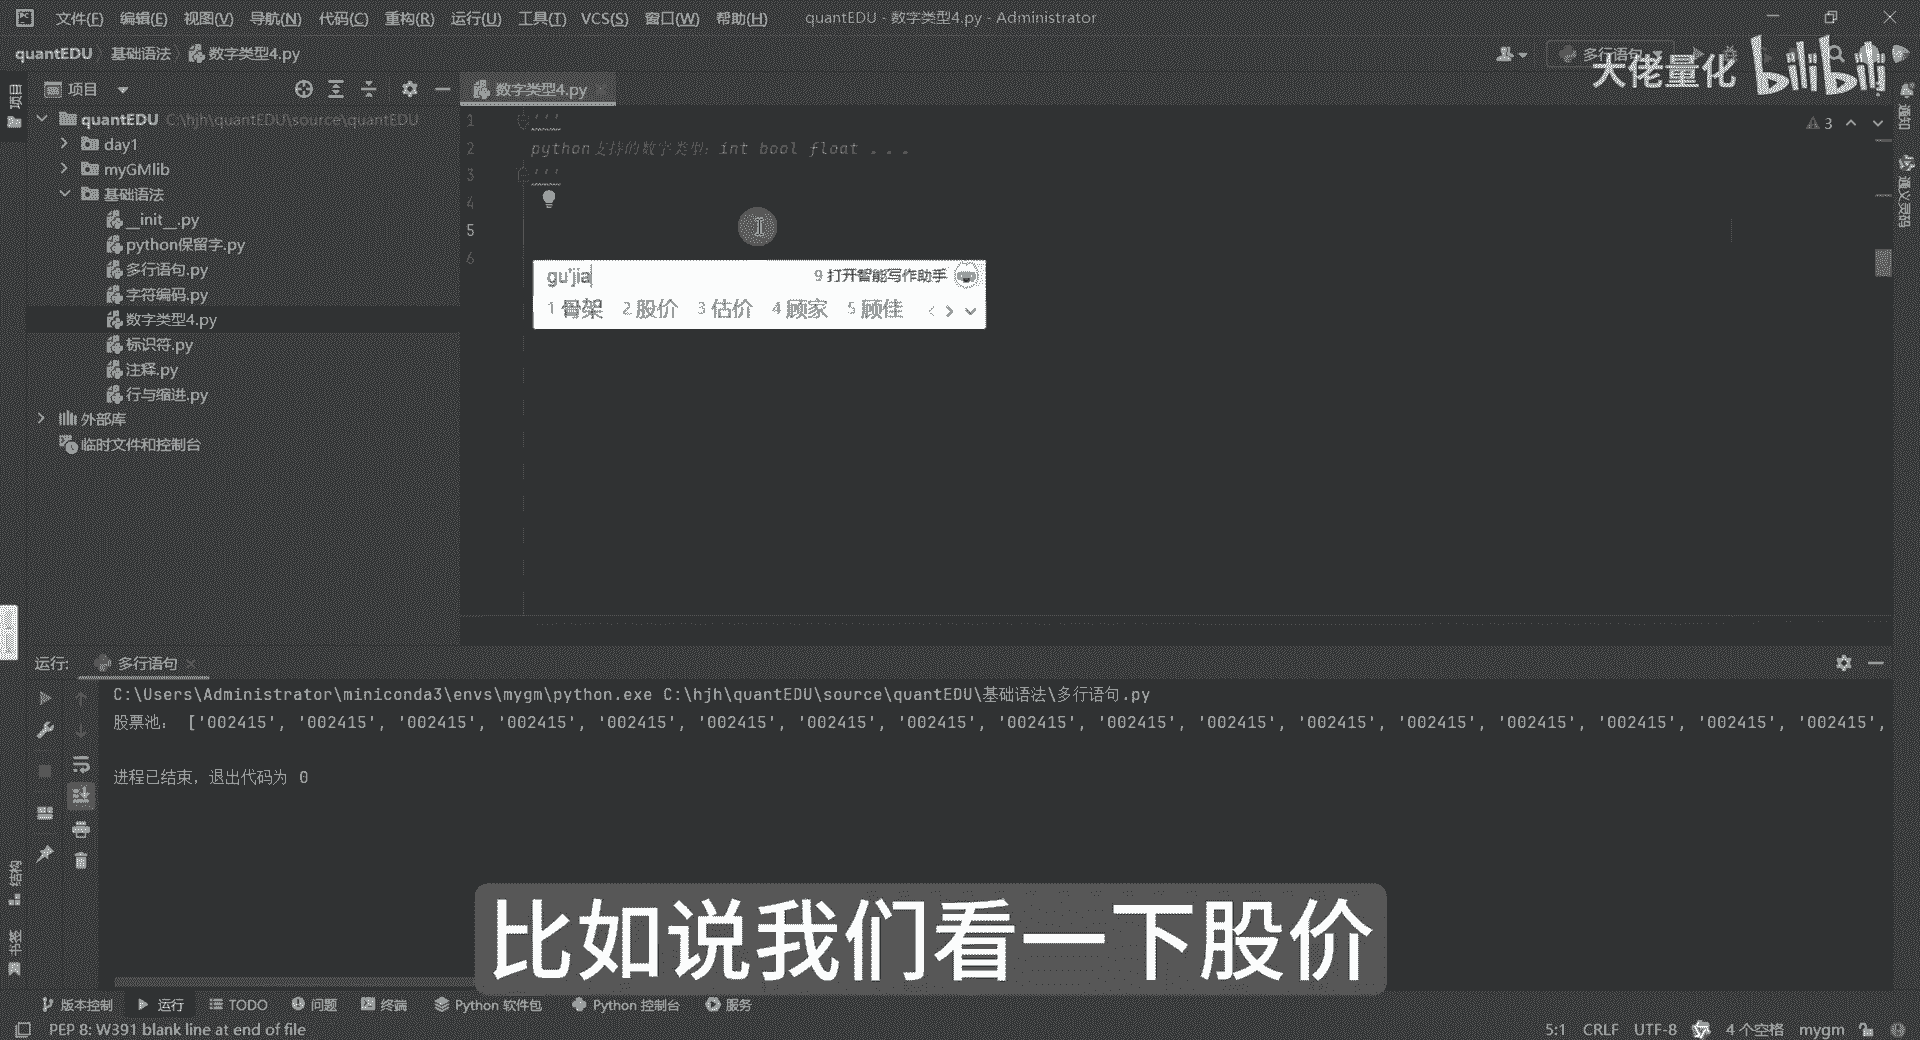 文件(F) 编辑(E) 视图(V) 导航(N) 代码(C) 重构(R) 运行(U) 工具(T) VCS(S) 窗口(W) 帮助(H) quantEDU - 数字类型4.py - Administrator
quantEDU 基础语法 数字类型4.py
多行语句
大佬量化 bilibili
项目
项目
数字类型4.py
quantEDU C:\hjh\quantEDU\source\quantEDU
day1
myGMlib
基础语法
__init__.py
python保留字.py
多行语句.py
字符编码.py
数字类型4.py
标识符.py
注释.py
行与缩进.py
外部库
临时文件和控制台
1 '''
2 python支持的数字类型: int bool float ...
3 '''
4
5
6
3
通知
通义灵码
gu'jia 9 打开智能写作助手
1 骨架 2 股价 3 估价 4 顾家 5 顾佳
运行: 多行语句
C:\Users\Administrator\miniconda3\envs\mygm\python.exe C:\hjh\quantEDU\source\quantEDU\基础语法\多行语句.py
股票池: ['002415', '002415', '002415', '002415', '002415', '002415', '002415', '002415', '002415', '002415', '002415', '002415', '002415', '002415', '002415', '002415', '002415',
进程已结束,退出代码为 0
结构
书签
比如说我们看一下股价
版本控制 运行 TODO 问题 终端 Python 软件包 Python 控制台 服务
PEP 8: W391 blank line at end of file
5:1 CRLF UTF-8 4 个空格 mygm